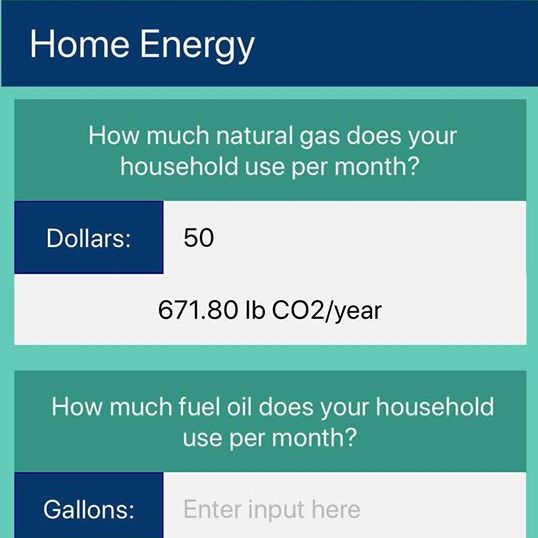 Home Energy
How much natural gas does your
household use per month?
Dollars: 50
671.80 lb CO2/year
How much fuel oil does your household
use per month?
Gallons: Enter input here